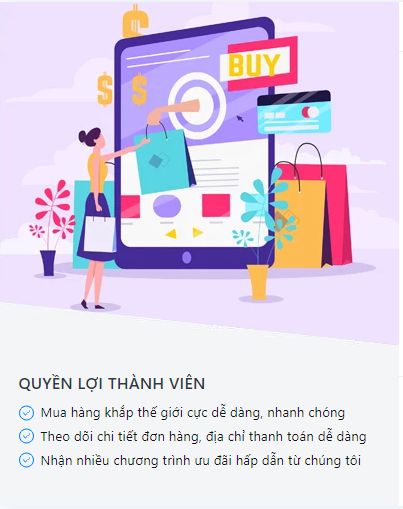 BUY
QUYỀN LỢI THÀNH VIÊN
Mua hàng khắp thế giới cực dễ dàng, nhanh chóng
Theo dõi chi tiết đơn hàng, địa chỉ thanh toán dễ dàng
Nhận nhiều chương trình ưu đãi hấp dẫn từ chúng tôi